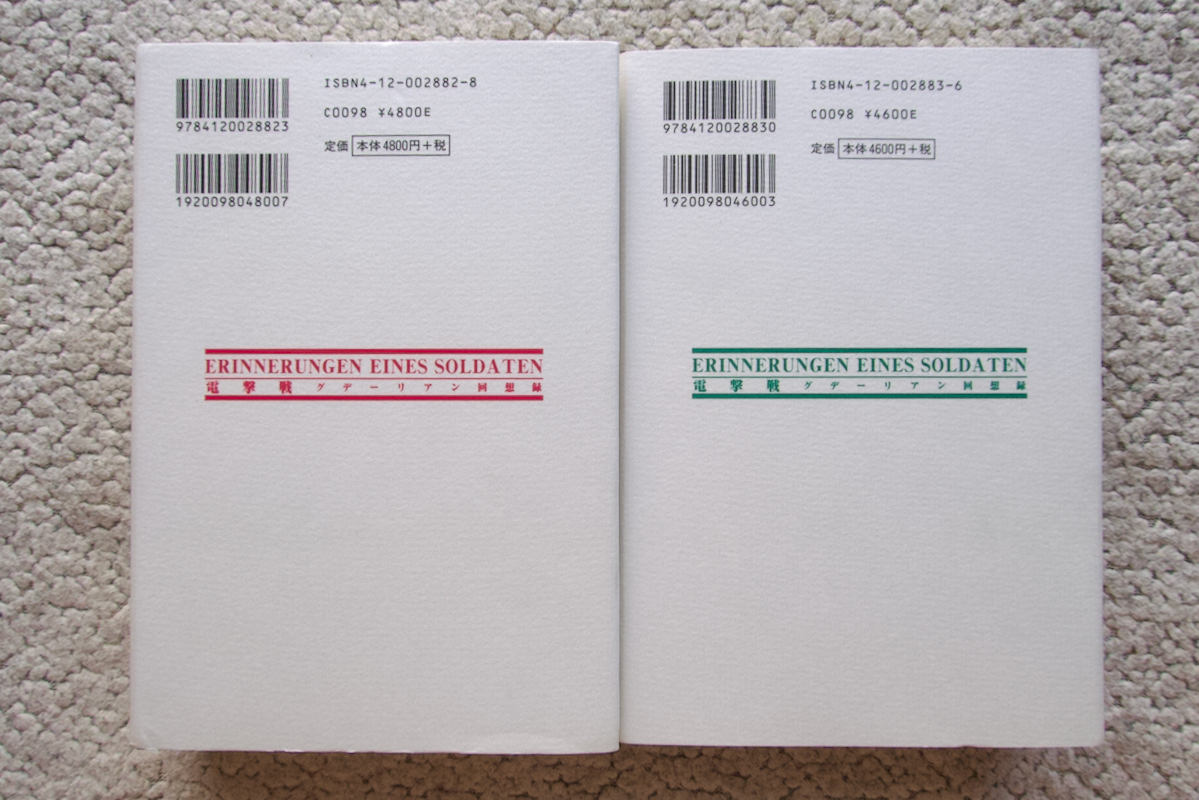 ISBN4-12-002882-8
9784120028823
C0098 ¥4800E
定価 本体4800円+税
1920098048007
ERINNERUNGEN EINES SOLDATEN
電撃戦 グデーリアン回想録
ISBN4-12-002883-6
9784120028830
C0098 ¥4600E
定価 本体4600円+税
1920098046003
ERINNERUNGEN EINES SOLDATEN
電撃戦 グデーリアン回想録